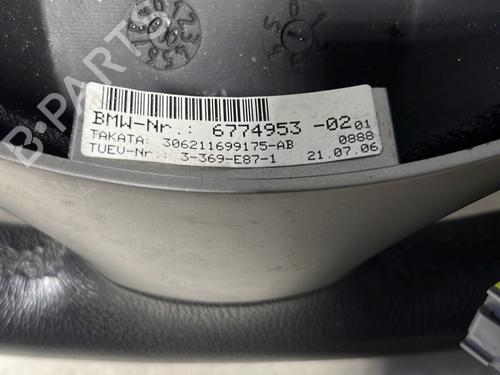 B-PARTS
BMW-Nr.: 6774953 -02 01
TAKATA: 306211699175-AB 0888
TUEV-Nr.: 3-369-E87-1 21.07.06